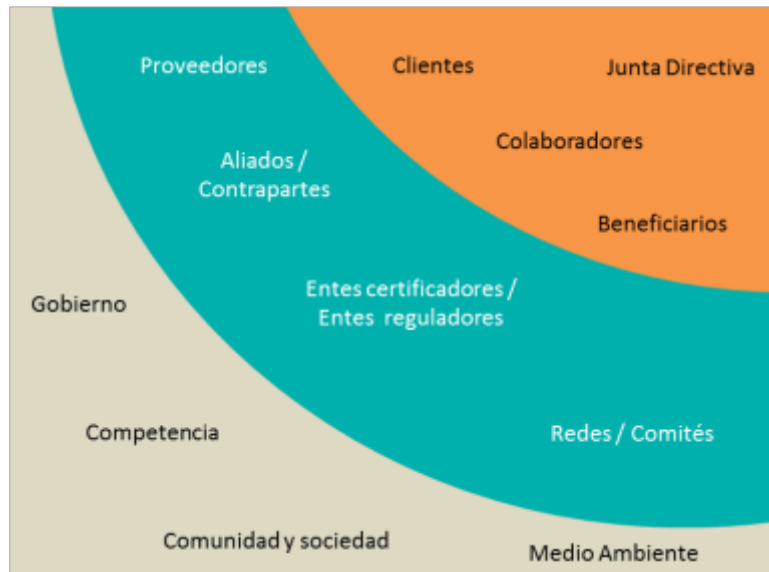 Proveedores
Clientes
Junta Directiva
Colaboradores
Aliados /
Contrapartes
Beneficiarios
Entes certificadores /
Entes reguladores
Gobierno
Competencia
Redes / Comités
Comunidad y sociedad
Medio Ambiente